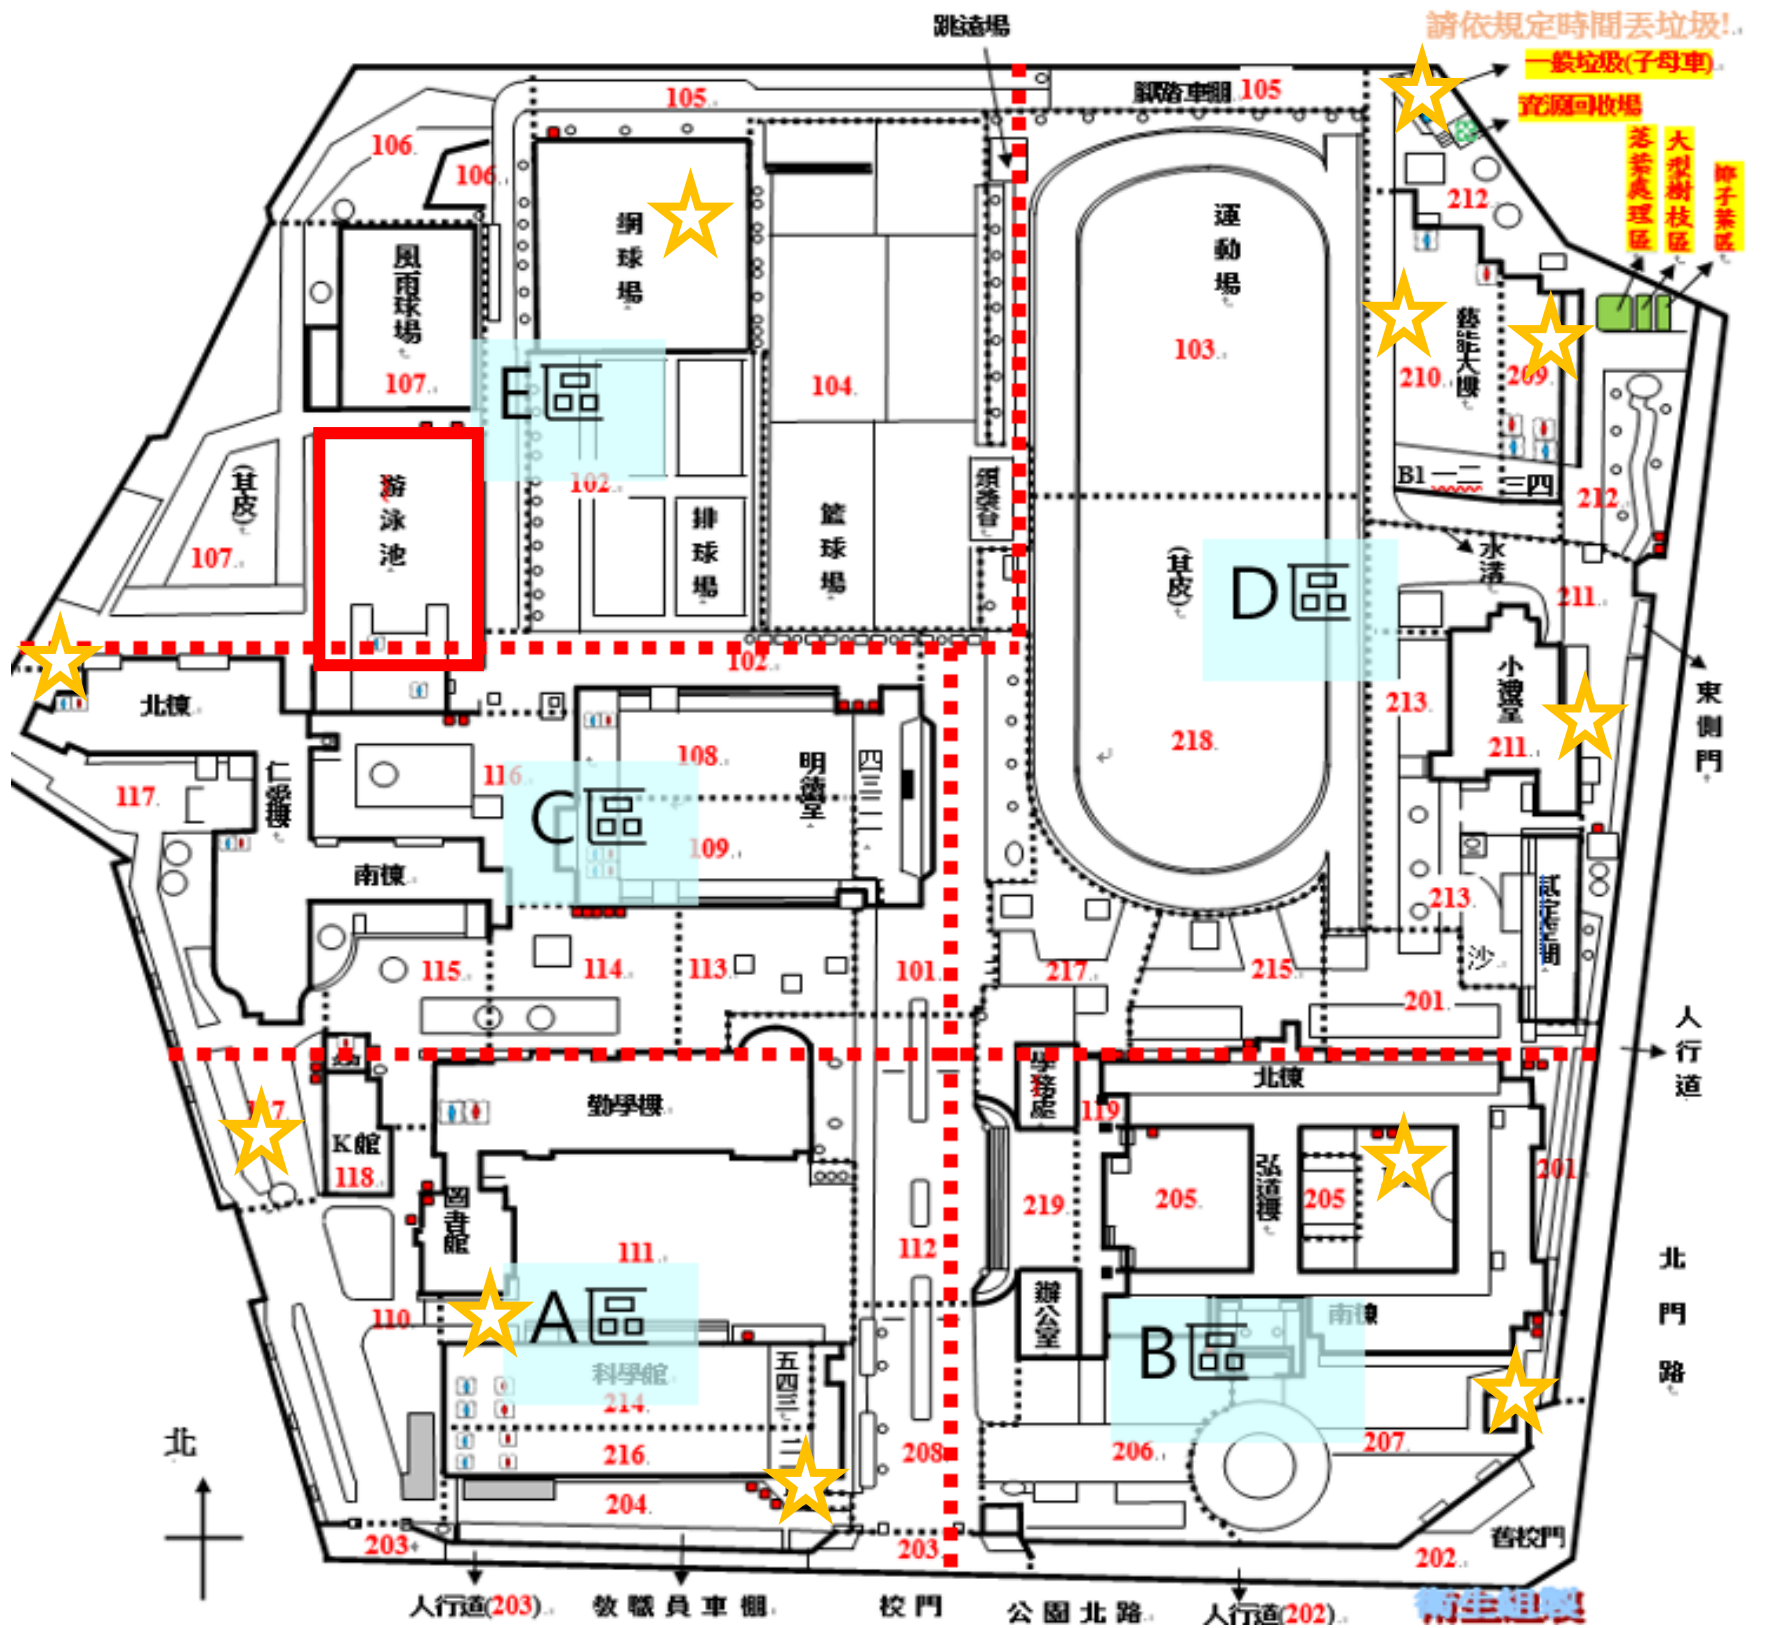 跳遠場
請依規定時間丟垃圾!
一般垃圾(子母車)
資源回收場
落葉處理區
大型樹枝區
椰子葉區
105
腳踏車棚 105
106
106
212
網球場
運動場
風雨球場
107
103
104
藝能大樓
210
209
E區
102
B1 一二
三四
212
(草皮)
107
游泳池
排球場
籃球場
頒獎台
(草皮)
水溝
D區
211
102
北棟
213
小禮堂
211
東側門
218
108
明德堂
四三二一
116
117
仁愛樓
C區
109
南棟
213
沙
115
114
113
101
217
215
201
人行道
學務處
北棟
勤學樓
117
K館
118
119
圖書館
219
205
弘道樓
205
201
111
112
北門路
110
A區
辦公室
南棟
B區
科學館
五四三
214
二一
216
208
206
207
北
204
203
203
202
舊校門
人行道(203)
教職員車棚
校門
公園北路
人行道(202)
衛生組製